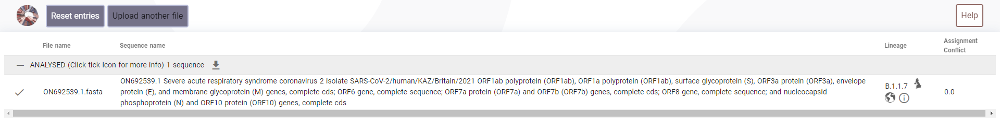 Reset entries
Upload another file
Help
File name
Sequence name
Lineage
Assignment
Conflict
ANALYSED (Click tick icon for more info) 1 sequence
ON692539.1.fasta
ON692539.1 Severe acute respiratory syndrome coronavirus 2 isolate SARS-CoV-2/human/KAZ/Britain/2021 ORF1ab polyprotein (ORF1ab), ORF1a polyprotein (ORF1ab), surface glycoprotein (S), ORF3a protein (ORF3a), envelope
protein (E), and membrane glycoprotein (M) genes, complete cds; ORF6 gene, complete sequence; ORF7a protein (ORF7a) and ORF7b (ORF7b) genes, complete cds; ORF8 gene, complete sequence; and nucleocapsid
phosphoprotein (N) and ORF10 protein (ORF10) genes, complete cds
B.1.1.7
0.0